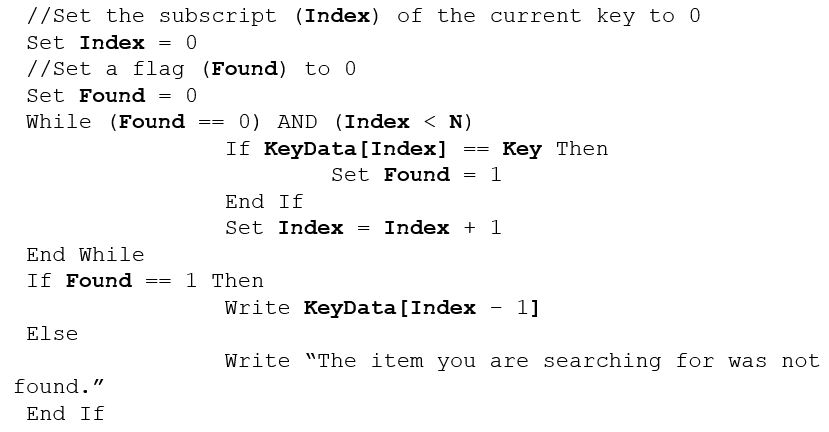 //Set the subscript (Index) of the current key to 0
Set Index = 0
//Set a flag (Found) to 0
Set Found = 0
While (Found == 0) AND (Index < N)
If KeyData[Index] == Key Then
Set Found = 1
End If
Set Index = Index + 1
End While
If Found == 1 Then
Write KeyData[Index – 1]
Else
Write “The item you are searching for was not
found.”
End If